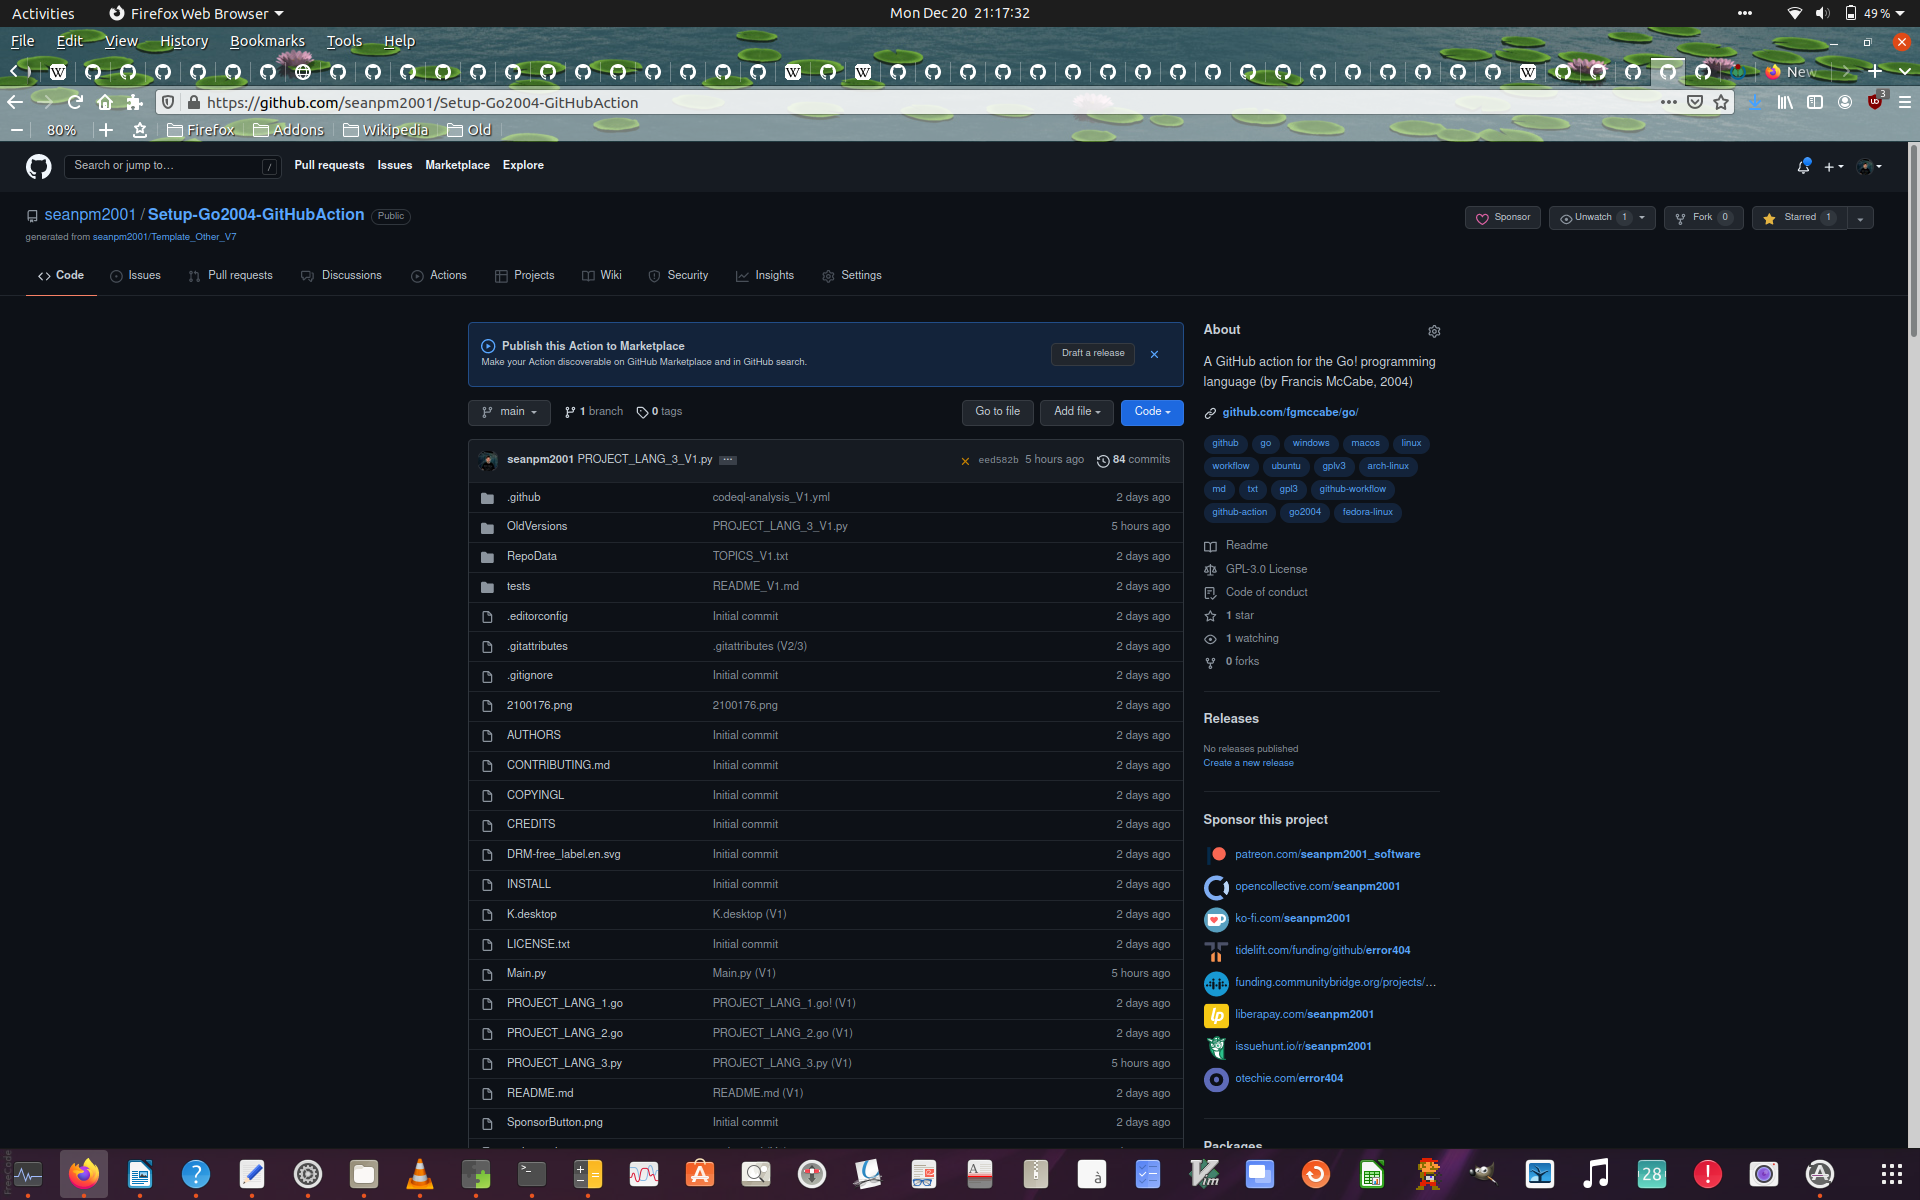 Activities
Firefox Web Browser
Mon Dec 20 21:17:32
49 %
File Edit View History Bookmarks Tools Help
New
https://github.com/seanpm2001/Setup-Go2004-GitHubAction
3
80%
Firefox Addons Wikipedia Old
Search or jump to... /
Pull requests Issues Marketplace Explore
seanpm2001 / Setup-Go2004-GitHubAction Public
Sponsor Unwatch 1 Fork 0 Starred 1
generated from seanpm2001/Template_Other_V7
Code Issues Pull requests Discussions Actions Projects Wiki Security Insights Settings
Publish this Action to Marketplace
Make your Action discoverable on GitHub Marketplace and in GitHub search.
Draft a release
main 1 branch 0 tags
Go to file Add file Code
seanpm2001 PROJECT_LANG_3_V1.py ... eed582b 5 hours ago 84 commits
.github codeql-analysis_V1.yml 2 days ago
OldVersions PROJECT_LANG_3_V1.py 5 hours ago
RepoData TOPICS_V1.txt 2 days ago
tests README_V1.md 2 days ago
.editorconfig Initial commit 2 days ago
.gitattributes .gitattributes (V2/3) 2 days ago
.gitignore Initial commit 2 days ago
2100176.png 2100176.png 2 days ago
AUTHORS Initial commit 2 days ago
CONTRIBUTING.md Initial commit 2 days ago
COPYINGL Initial commit 2 days ago
CREDITS Initial commit 2 days ago
DRM-free_label.en.svg Initial commit 2 days ago
INSTALL Initial commit 2 days ago
K.desktop K.desktop (V1) 2 days ago
LICENSE.txt Initial commit 2 days ago
Main.py Main.py (V1) 5 hours ago
PROJECT_LANG_1.go PROJECT_LANG_1.go! (V1) 2 days ago
PROJECT_LANG_2.go PROJECT_LANG_2.go (V1) 2 days ago
PROJECT_LANG_3.py PROJECT_LANG_3.py (V1) 5 hours ago
README.md README.md (V1) 2 days ago
SponsorButton.png Initial commit 2 days ago
About
A GitHub action for the Go! programming
language (by Francis McCabe, 2004)
github.com/fgmccabe/go/
github go windows macos linux
workflow ubuntu gplv3 arch-linux
md txt gpl3 github-workflow
github-action go2004 fedora-linux
Readme
GPL-3.0 License
Code of conduct
1 star
1 watching
0 forks
Releases
No releases published
Create a new release
Sponsor this project
patreon.com/seanpm2001_software
opencollective.com/seanpm2001
ko-fi.com/seanpm2001
tidelift.com/funding/github/error404
funding.communitybridge.org/projects/...
liberapay.com/seanpm2001
issuehunt.io/r/seanpm2001
otechie.com/error404
Packages
FreeCode
28